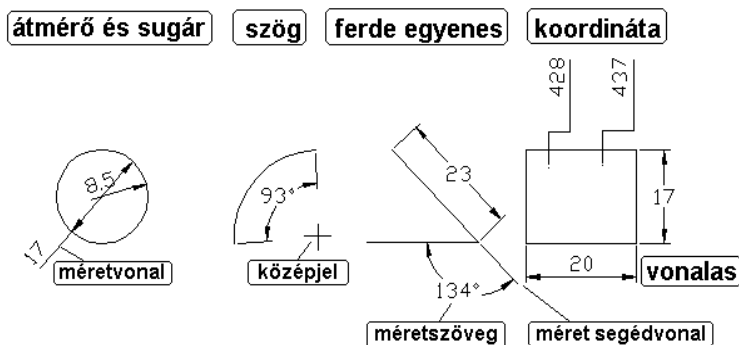 átmérő és sugár
szög
ferde egyenes
koordináta
428
437
8.5
17
93°
23
17
20
134°
méretvonal
középjel
vonalas
méretszöveg
méret segédvonal